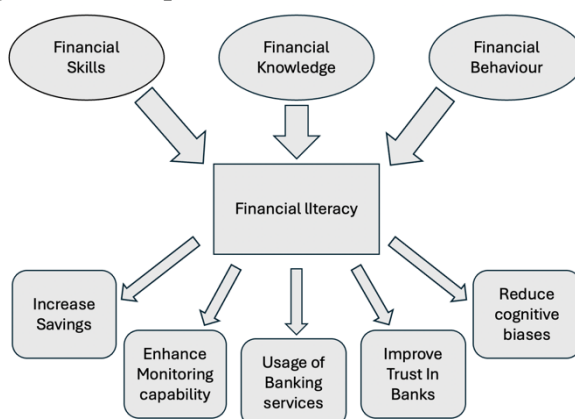 Financial
Skills
Financial
Knowledge
Financial
Behaviour
Financial lIteracy
Increase
Savings
Enhance
Monitoring
capability
Usage of
Banking
services
Improve
Trust In
Banks
Reduce
cognitive
biases